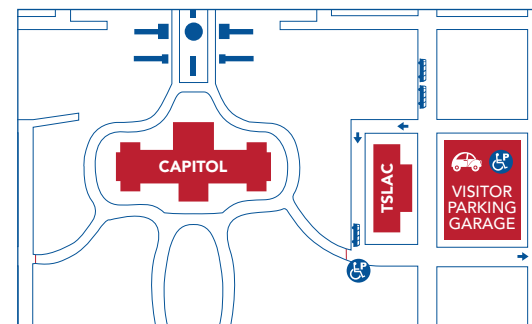 CAPITOL
TSLAC
P
VISITOR
PARKING
GARAGE
P